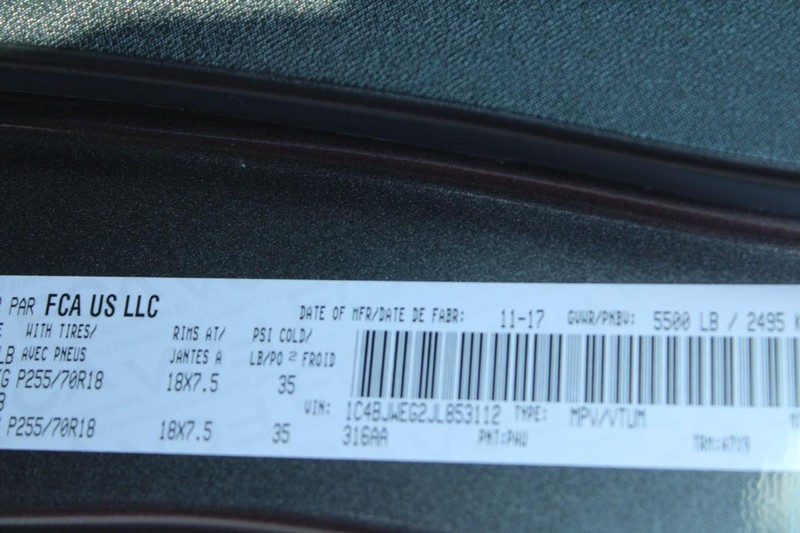 PAR FCA US LLC
DATE OF MFR/DATE DE FABR: 11-17 GVWR/PNBV: 5500 LB / 2495 K
WITH TIRES/ RIMS AT/ PSI COLD/
LB AVEC PNEUS JANTES A LB/PO 2 FROID
G P255/70R18 18X7.5 35
B
VIN: 1C4BJWEG2JL853112 TYPE: MPV/VTUM
P255/70R18 18X7.5 35
316AA PNT:PAU